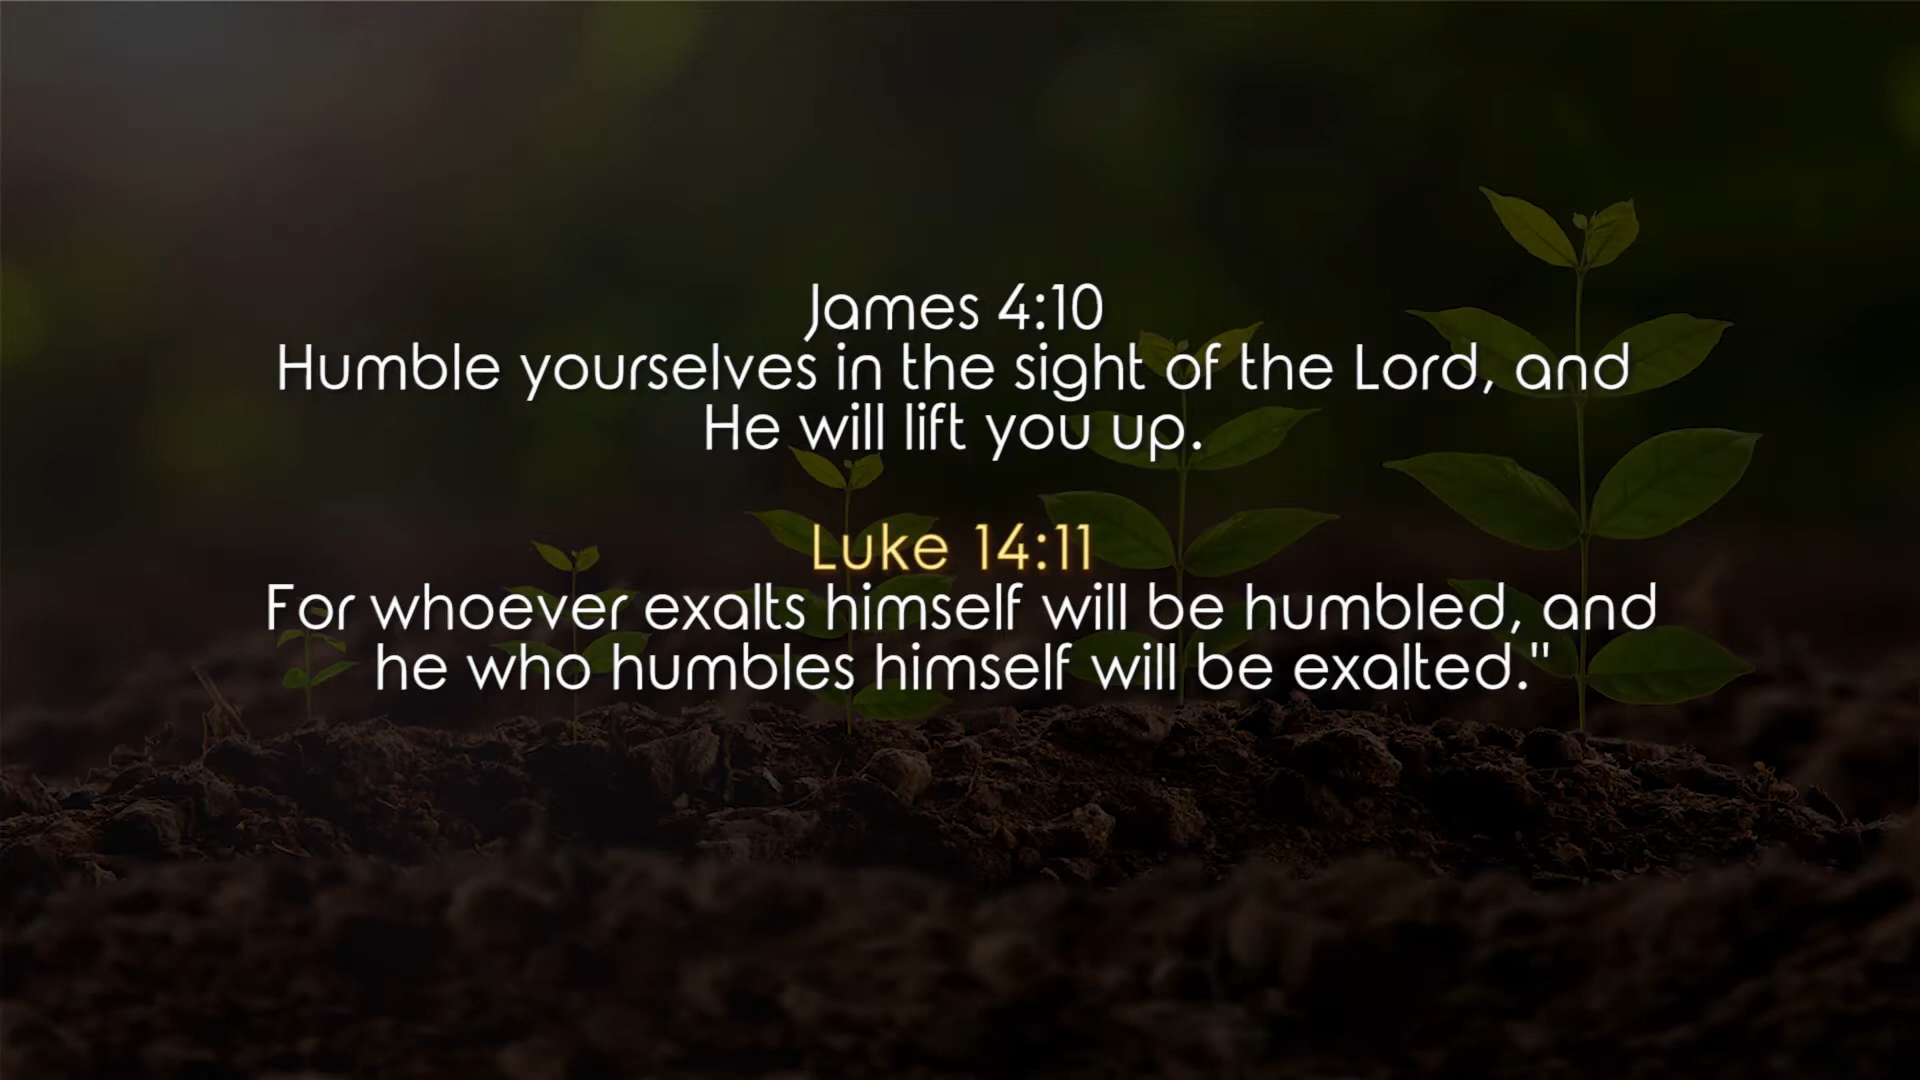 James 4:10
Humble yourselves in the sight of the Lord, and
He will lift you up.
Luke 14:11
For whoever exalts himself will be humbled, and
he who humbles himself will be exalted."